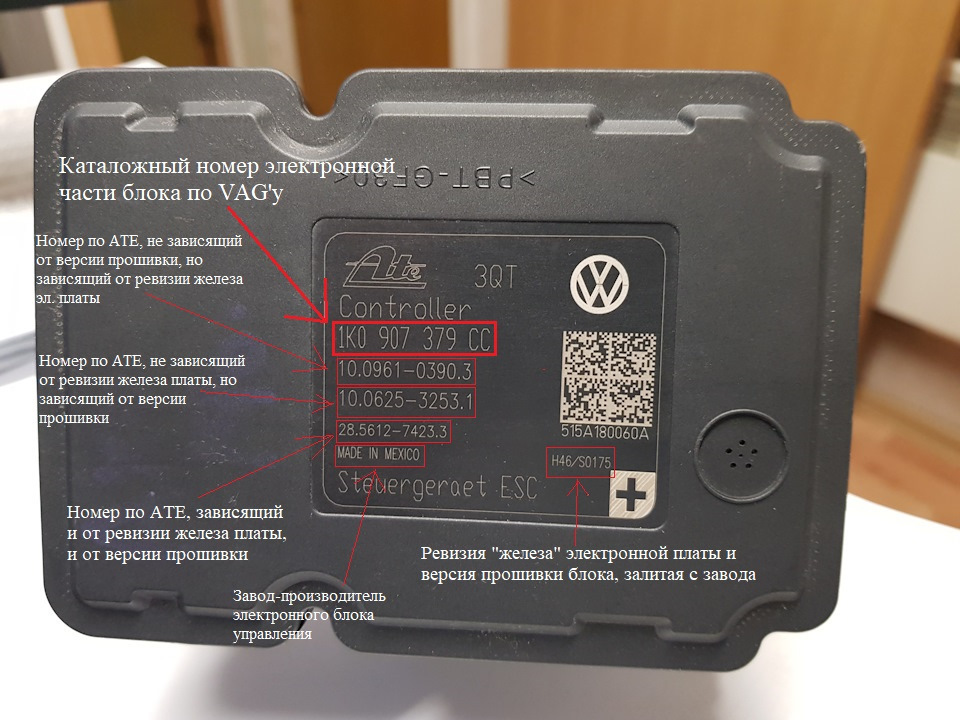 Каталожный номер электронной
части блока по VAG'у
>PBT-GF30<
Номер по АТЕ, не зависящий
от версии прошивки, но
зависящий от ревизии железа
эл. платы
Ate 3QT
Controller
1K0 907 379 CC
10.0961-0390.3
10.0625-3253.1
28.5612-7423.3
MADE IN MEXICO
Steuergeraet ESC
VW
515A180060A
H46/S0175
Номер по АТЕ, не зависящий
от ревизии железа платы, но
зависящий от версии
прошивки
Номер по АТЕ, зависящий
и от ревизии железа платы,
и от версии прошивки
Ревизия "железа" электронной платы и
версия прошивки блока, залитая с завода
Завод-производитель
электронного блока
управления